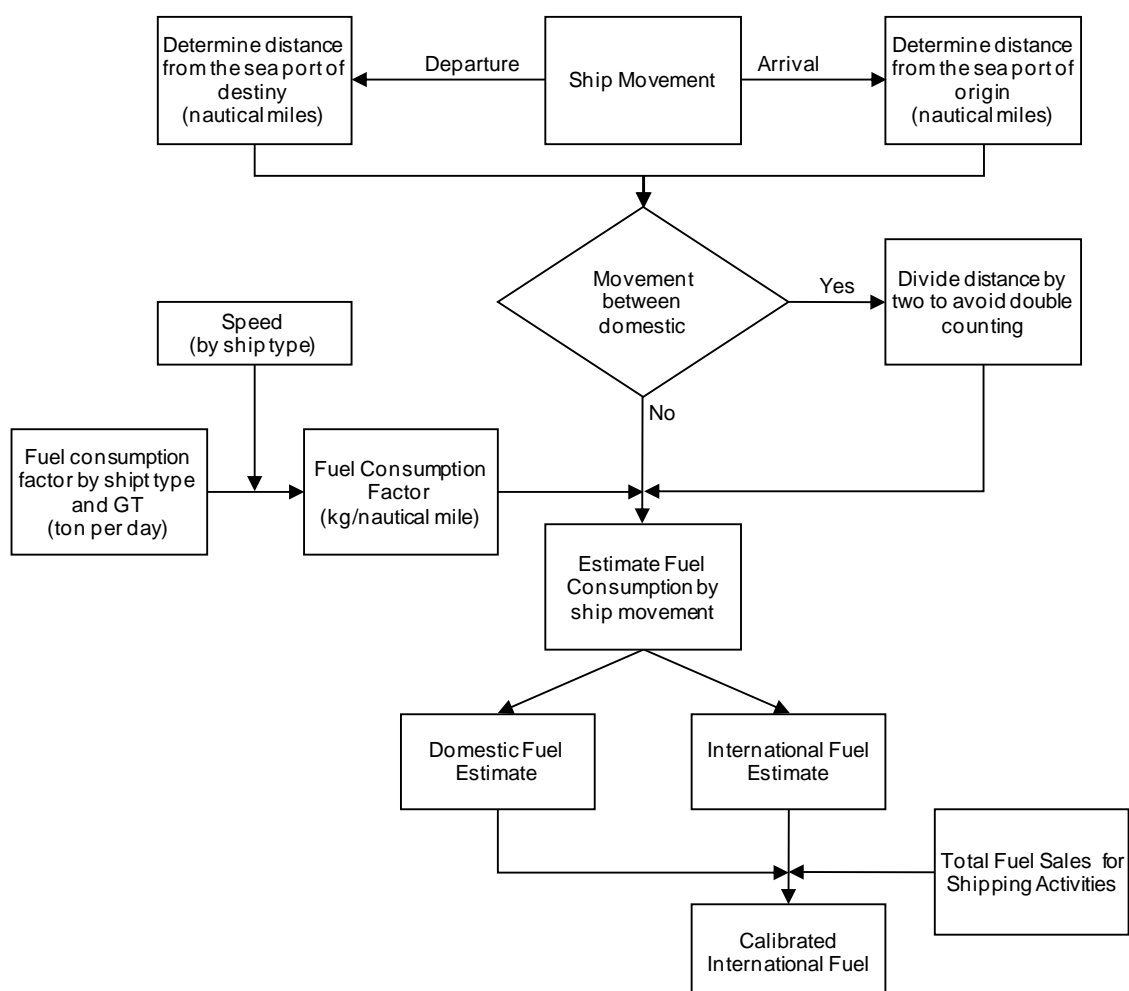 Determine distance
from the sea port of
destiny
(nautical miles)
Departure
Ship Movement
Arrival
Determine distance
from the sea port of
origin
(nautical miles)
Movement
between
domestic
Yes
Divide distance by
two to avoid double
counting
No
Speed
(by ship type)
Fuel consumption
factor by shipt type
and GT
(ton per day)
Fuel Consumption
Factor
(kg/nautical mile)
Estimate Fuel
Consumption by
ship movement
Domestic Fuel
Estimate
International Fuel
Estimate
Total Fuel Sales for
Shipping Activities
Calibrated
International Fuel